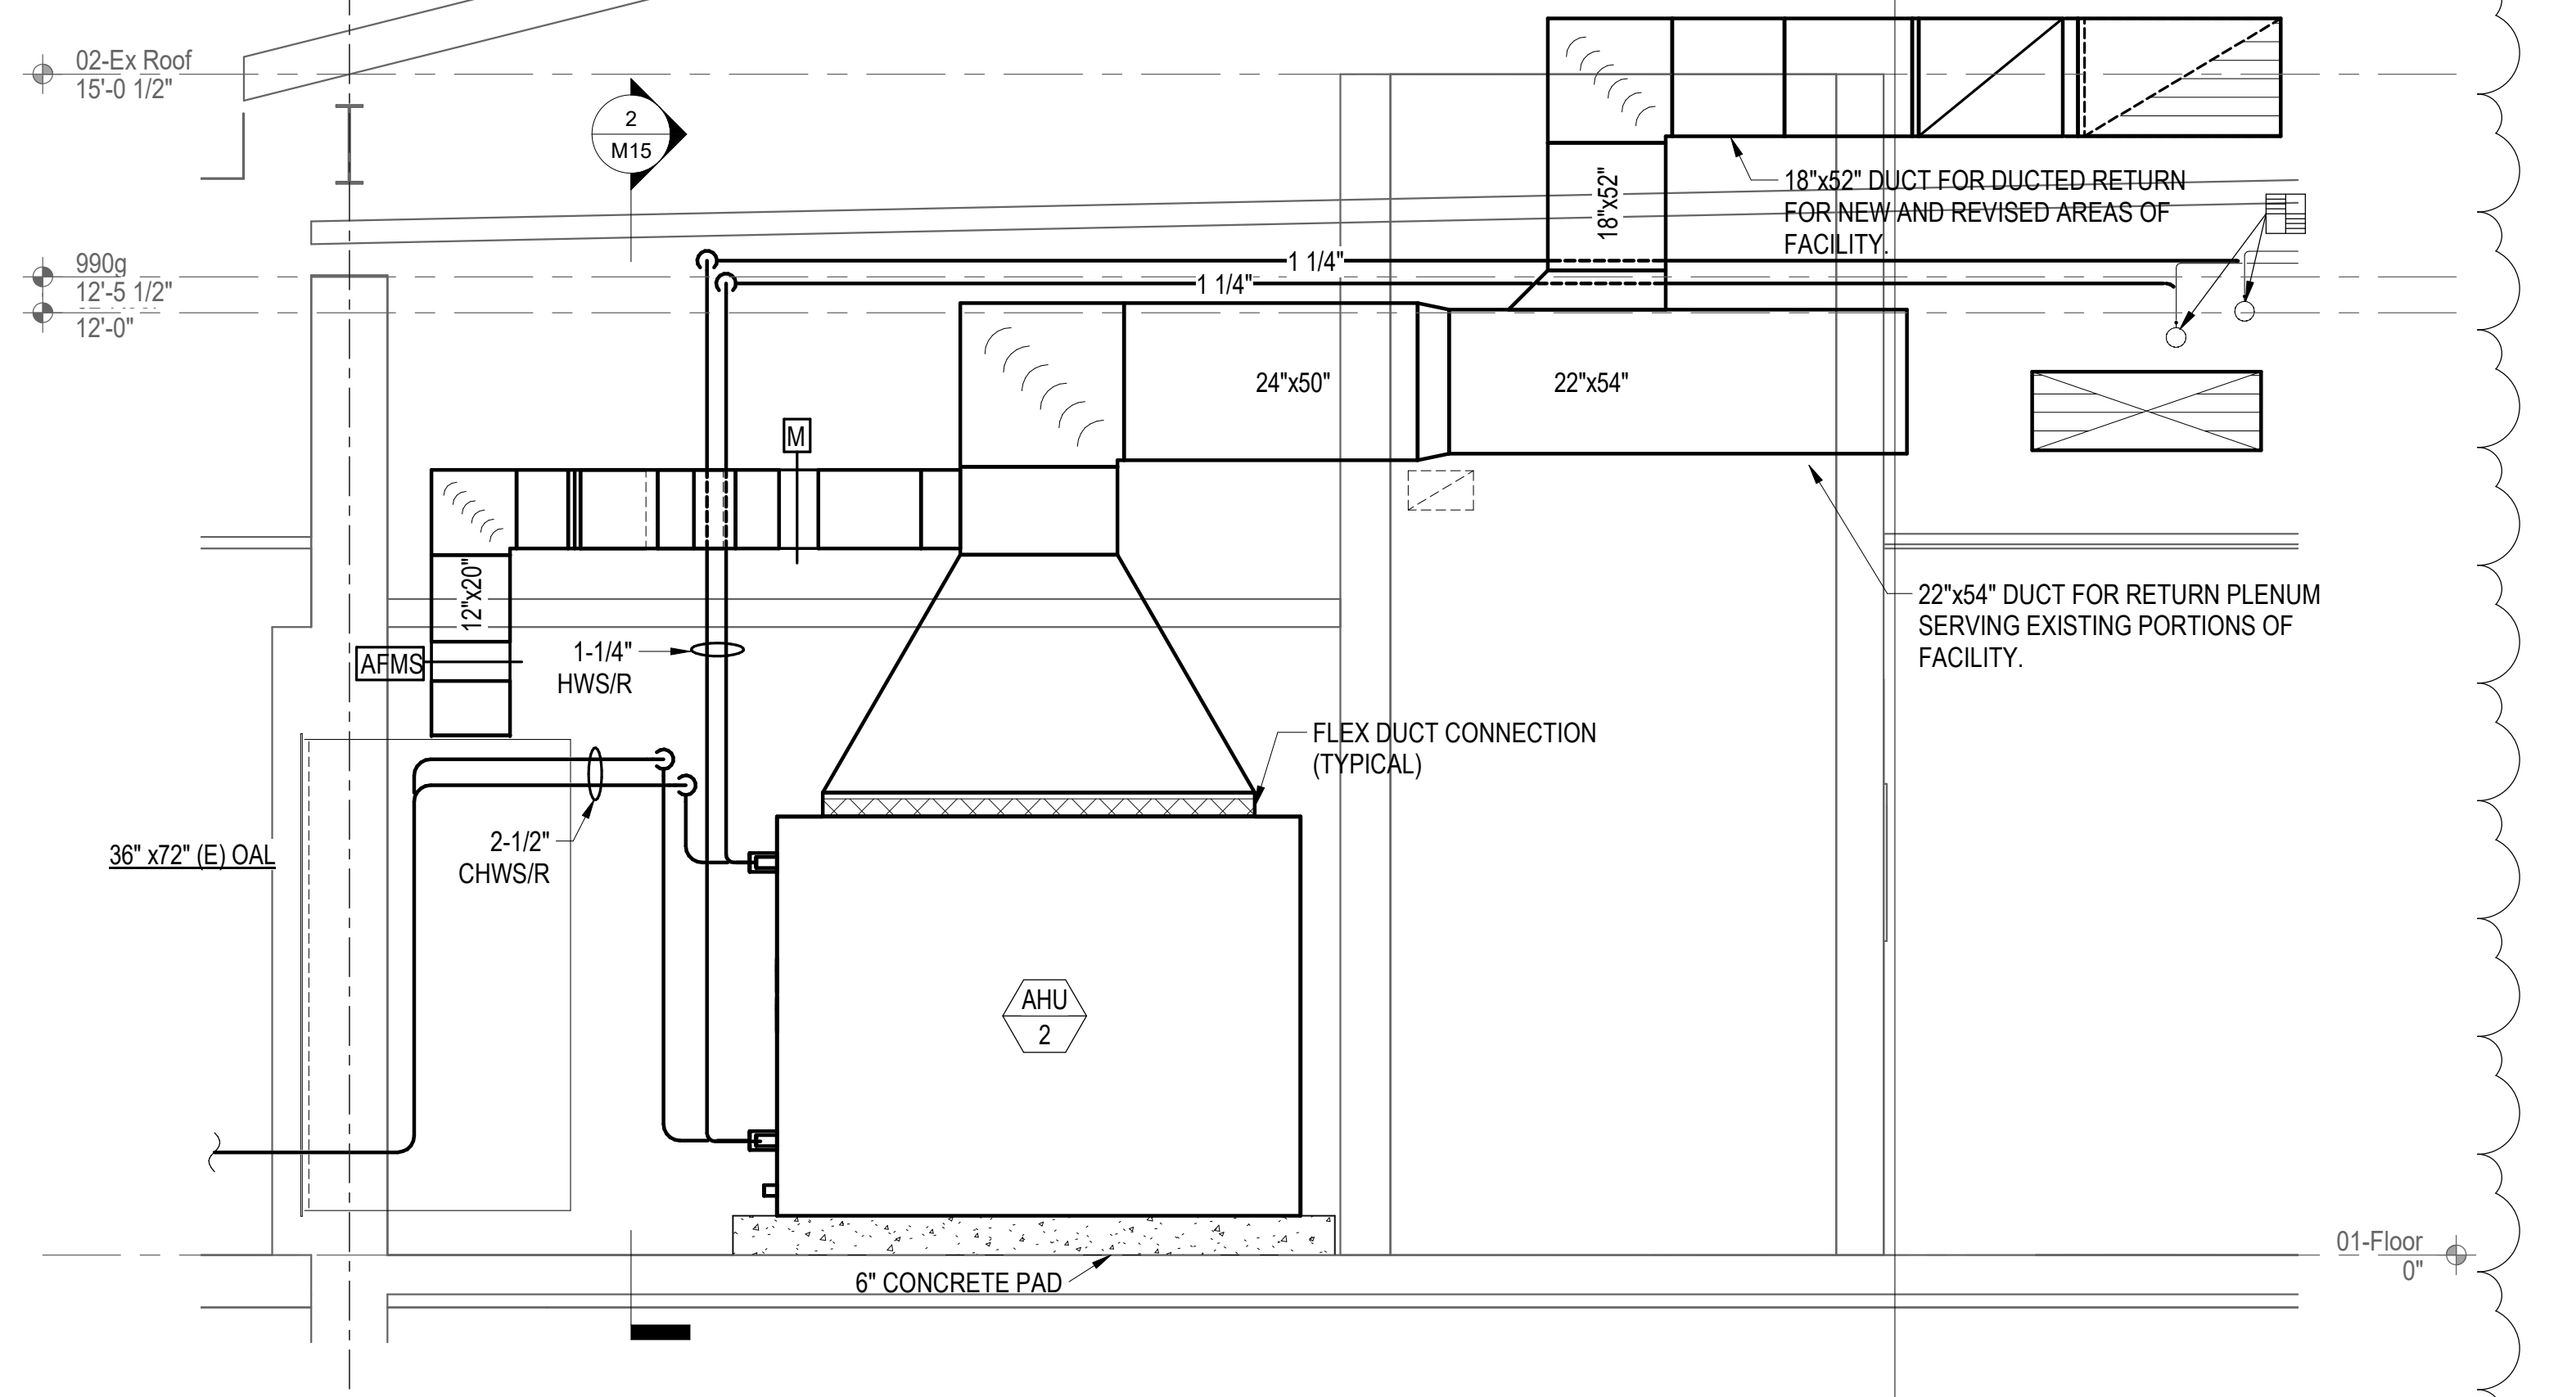 02-Ex Roof
15'-0 1/2"
2
M15
18"x52" DUCT FOR DUCTED RETURN
FOR NEW AND REVISED AREAS OF
FACILITY.
18"x52"
990g
12'-5 1/2"
12'-0"
1 1/4"
1 1/4"
24"x50"
22"x54"
M
12"x20"
AFMS
1-1/4"
HWS/R
22"x54" DUCT FOR RETURN PLENUM
SERVING EXISTING PORTIONS OF
FACILITY.
FLEX DUCT CONNECTION
(TYPICAL)
36" x72" (E) OAL
2-1/2"
CHWS/R
AHU
2
6" CONCRETE PAD
01-Floor
0"